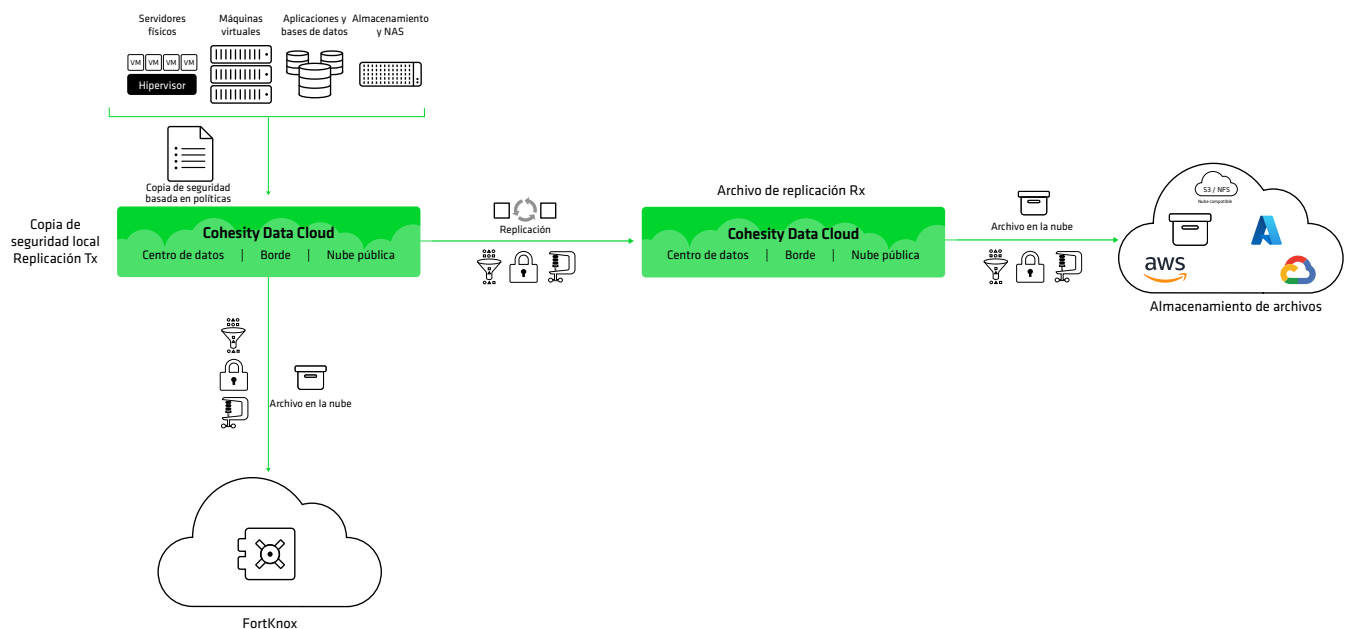 Servidores
físicos
Máquinas
virtuales
Aplicaciones y
bases de datos
Almacenamiento
y NAS
VM VM VM VM
Hipervisor
Copia de seguridad
basada en políticas
Copia de
seguridad local
Replicación Tx
Cohesity Data Cloud
Centro de datos | Borde | Nube pública
Replicación
Archivo de replicación Rx
Cohesity Data Cloud
Centro de datos | Borde | Nube pública
Archivo en la nube
S3 / NFS
Nube compatible
aws
Almacenamiento de archivos
Archivo en la nube
FortKnox